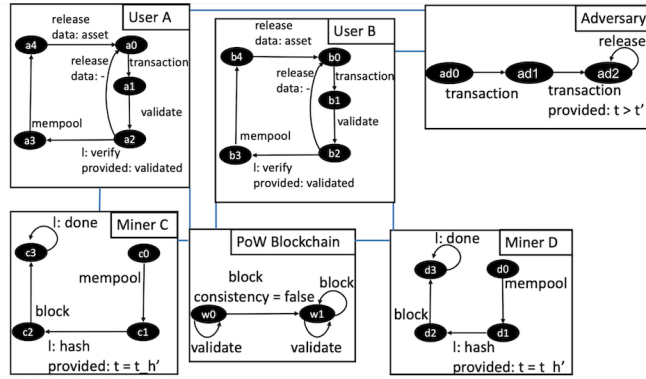 User A
release
data: asset
a4
a0
release
data: -
transaction
a1
validate
mempool
a3
a2
I: verify
provided: validated
User B
release
data: asset
b4
b0
release
data: -
transaction
b1
validate
mempool
b3
b2
I: verify
provided: validated
Adversary
release
ad0
ad1
ad2
transaction
transaction
provided: t > t’
Miner C
I: done
c3
c0
mempool
block
c2
c1
I: hash
provided: t = t_h’
PoW Blockchain
block
block
consistency = false
w0
w1
validate
validate
Miner D
I: done
d3
d0
mempool
block
d2
d1
I: hash
provided: t = t_h’